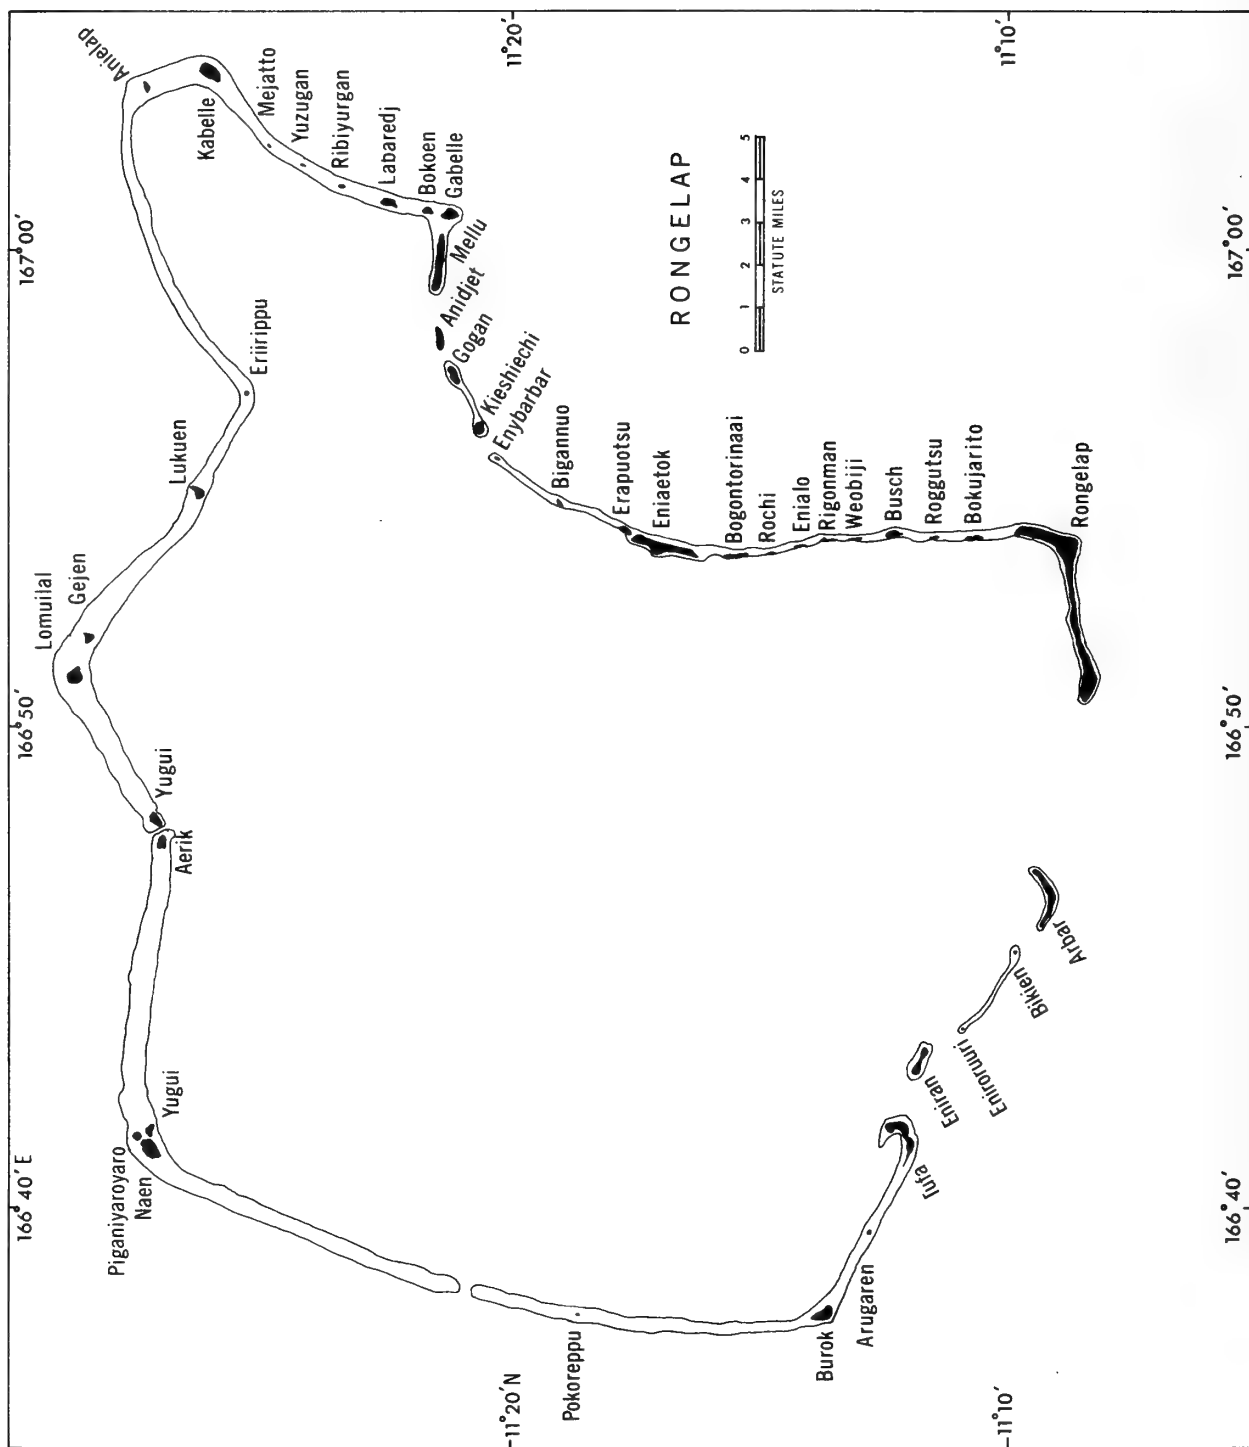 166°40′ E
166°50′
167°00′
Lomuilal
Gejen
Anielap
Piganiyaroyaro
Naen
Yugui
Yugui
Aerik
Lukuen
Eriirippu
Kabelle
Mejatto
Yuzugan
Ribiyurgan
Labaredj
Bokoen
Gabelle
Mellu
Anidjet
Gogan
Kieshiechi
Enybarbar
11°20′N
11°20′
Pokoreppu
Bigannuo
Erapuotsu
Eniaetok
Bogontorinaai
Rochi
Enialo
Rigonman
Weobiji
Busch
Roggutsu
Bokujarito
Rongelap
RONGELAP
0 1 2 3 4 5
STATUTE MILES
Burok
Arugaren
Tufa
Eniran
Eniroruuri
Bikien
Arbar
11°10′
11°10′
166°40′
166°50′
167°00′